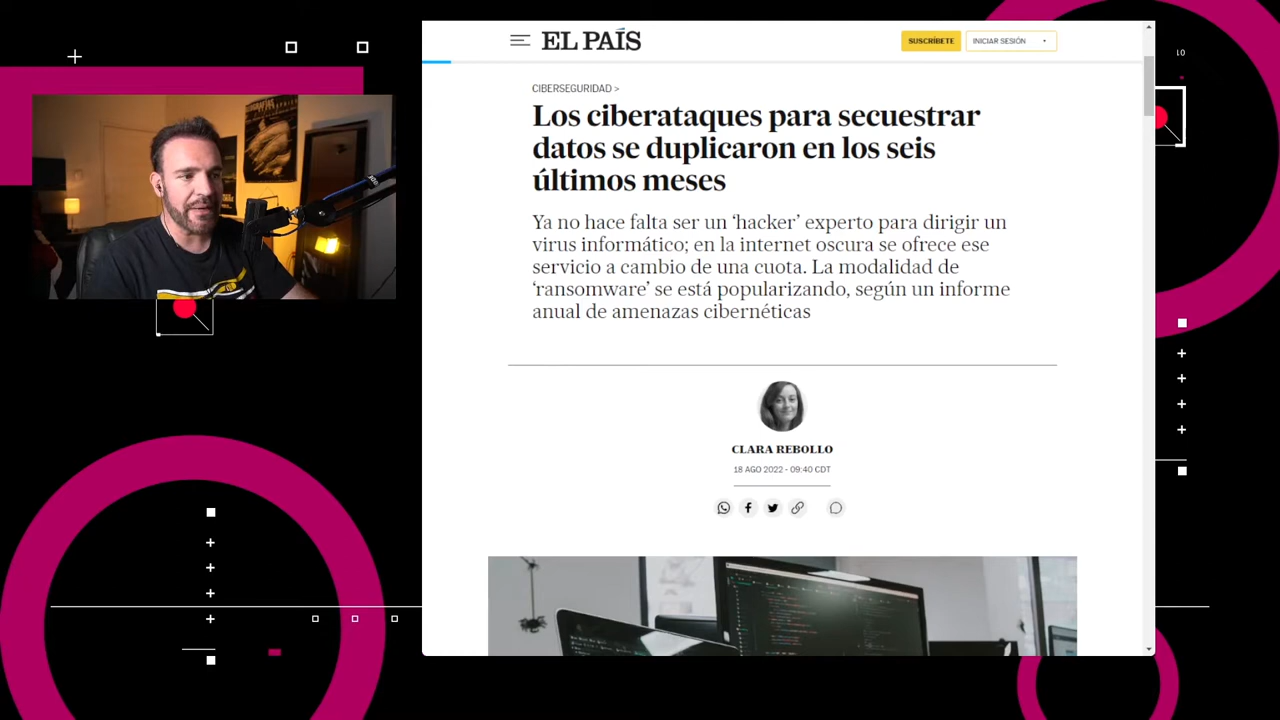 EL PAÍS
SUSCRÍBETE
INICIAR SESIÓN
CIBERSEGURIDAD >
Los ciberataques para secuestrar
datos se duplicaron en los seis
últimos meses
Ya no hace falta ser un ‘hacker’ experto para dirigir un
virus informático; en la internet oscura se ofrece ese
servicio a cambio de una cuota. La modalidad de
‘ransomware’ se está popularizando, según un informe
anual de amenazas cibernéticas
CLARA REBOLLO
18 AGO 2022 - 09:40 CDT